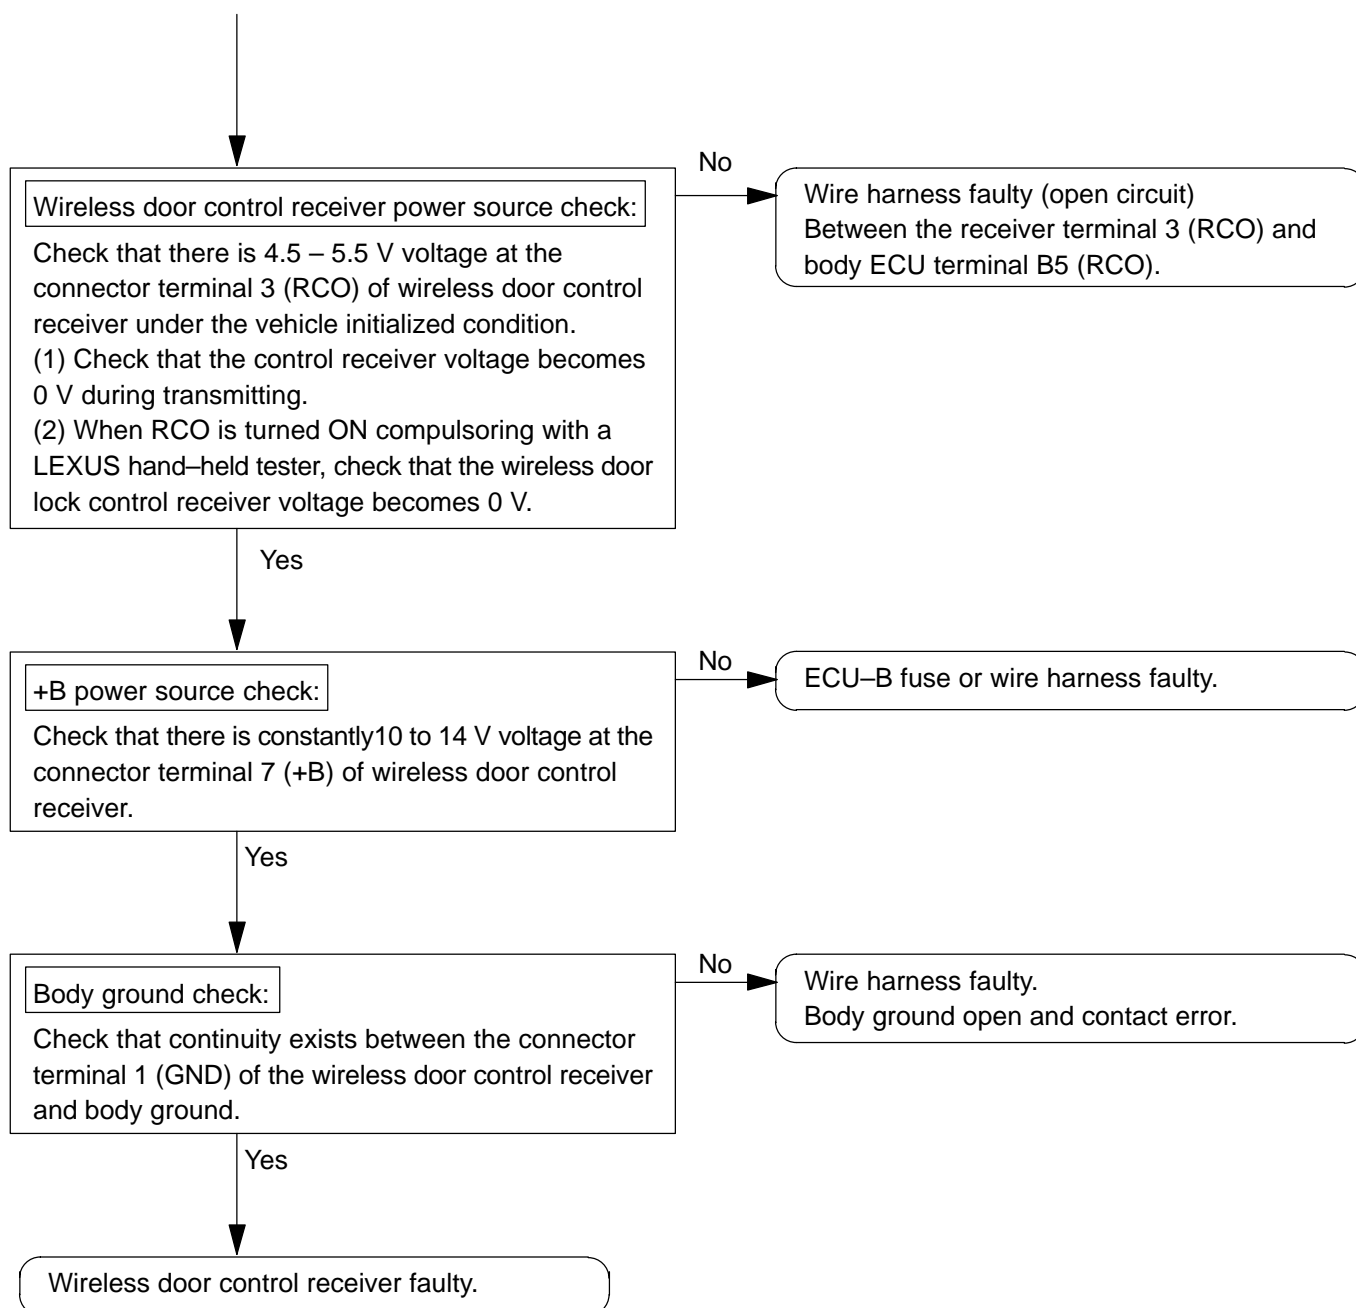 No
Wireless door control receiver power source check:
Check that there is 4.5 – 5.5 V voltage at the
connector terminal 3 (RCO) of wireless door control
receiver under the vehicle initialized condition.
(1) Check that the control receiver voltage becomes
0 V during transmitting.
(2) When RCO is turned ON compulsoring with a
LEXUS hand–held tester, check that the wireless door
lock control receiver voltage becomes 0 V.
Wire harness faulty (open circuit)
Between the receiver terminal 3 (RCO) and
body ECU terminal B5 (RCO).
Yes
No
+B power source check:
Check that there is constantly10 to 14 V voltage at the
connector terminal 7 (+B) of wireless door control
receiver.
ECU–B fuse or wire harness faulty.
Yes
No
Body ground check:
Check that continuity exists between the connector
terminal 1 (GND) of the wireless door control receiver
and body ground.
Wire harness faulty.
Body ground open and contact error.
Yes
Wireless door control receiver faulty.